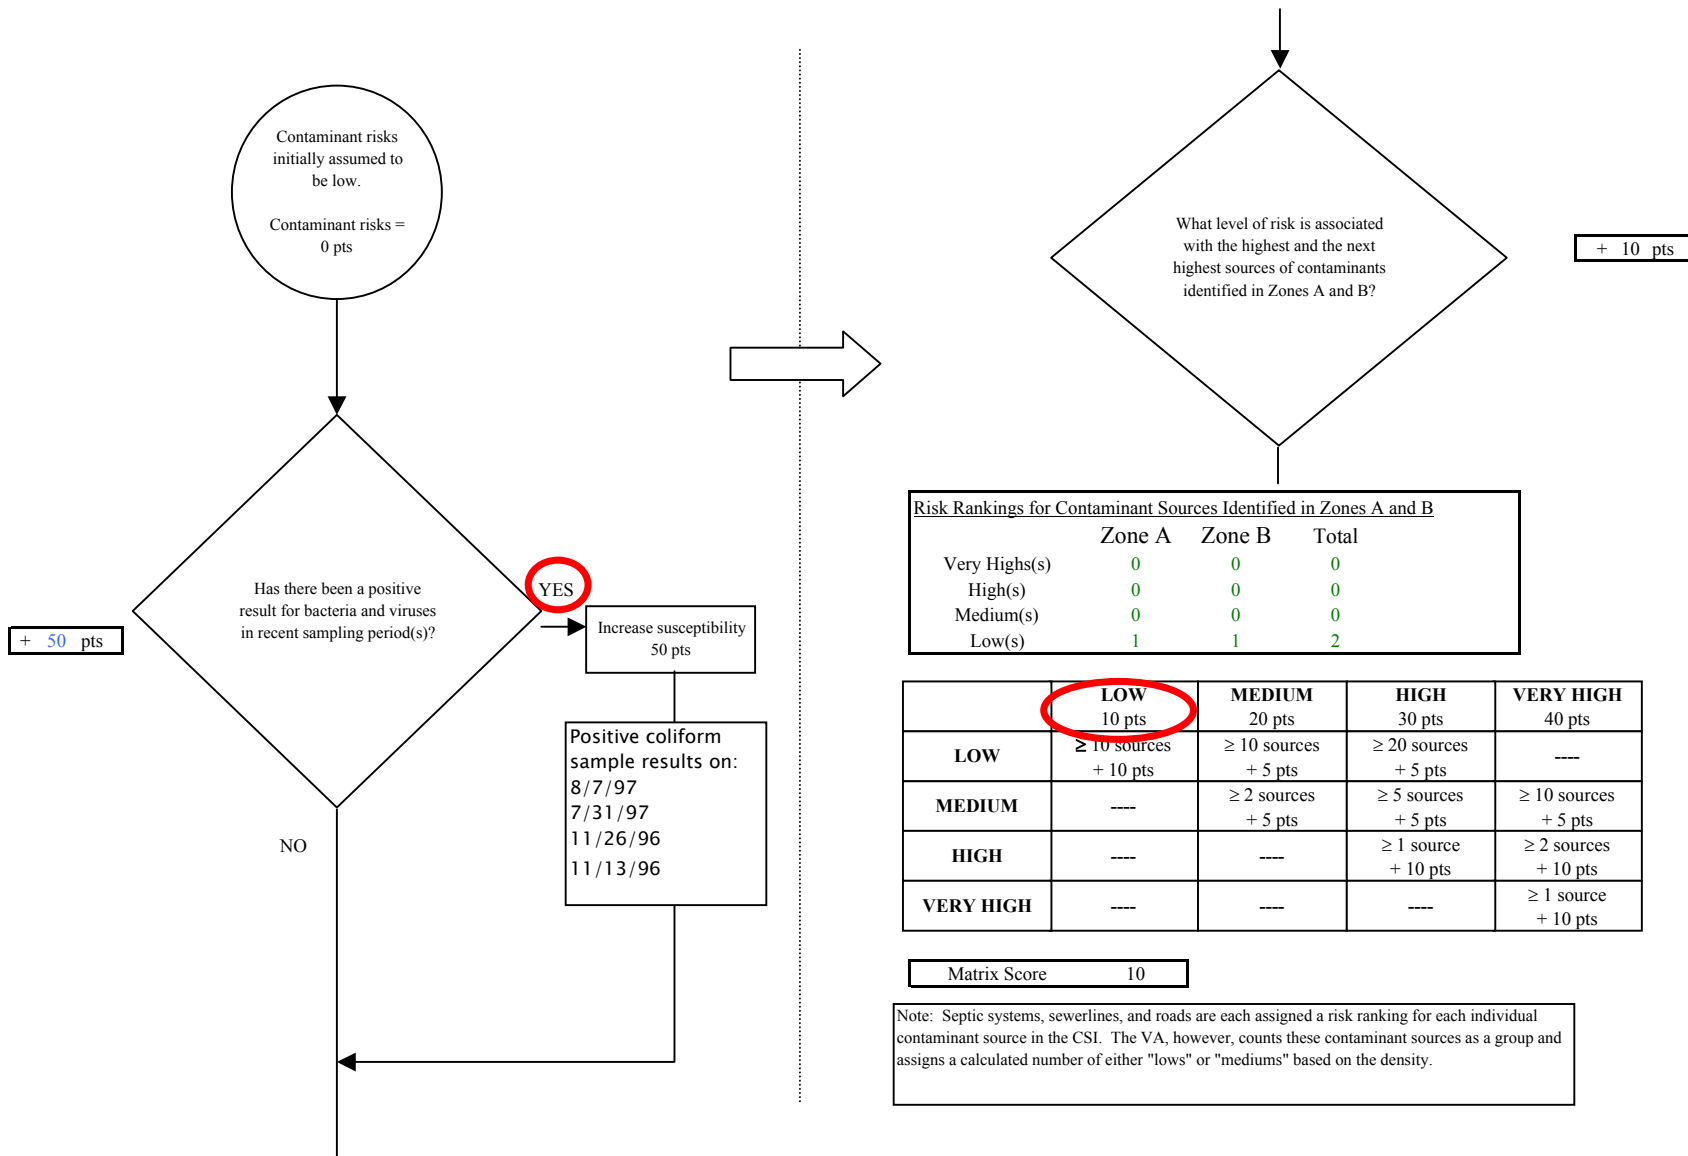 Contaminant risks
initially assumed to
be low.
Contaminant risks =
0 pts
Has there been a positive
result for bacteria and viruses
in recent sampling period(s)?
+ 50 pts
YES
Increase susceptibility
50 pts
Positive coliform
sample results on:
8/7/97
7/31/97
11/26/96
11/13/96
NO
What level of risk is associated
with the highest and the next
highest sources of contaminants
identified in Zones A and B?
+ 10 pts
Risk Rankings for Contaminant Sources Identified in Zones A and B
Zone A Zone B Total
Very Highs(s) 0 0 0
High(s) 0 0 0
Medium(s) 0 0 0
Low(s) 1 1 2
LOW MEDIUM HIGH VERY HIGH
10 pts 20 pts 30 pts 40 pts
LOW ≥ 10 sources ≥ 10 sources ≥ 20 sources ----
+ 10 pts + 5 pts + 5 pts
MEDIUM ---- ≥ 2 sources ≥ 5 sources ≥ 10 sources
+ 5 pts + 5 pts + 5 pts
HIGH ---- ---- ≥ 1 source ≥ 2 sources
+ 10 pts + 10 pts
VERY HIGH ---- ---- ---- ≥ 1 source
+ 10 pts
Matrix Score 10
Note: Septic systems, sewerlines, and roads are each assigned a risk ranking for each individual
contaminant source in the CSI. The VA, however, counts these contaminant sources as a group and
assigns a calculated number of either "lows" or "mediums" based on the density.